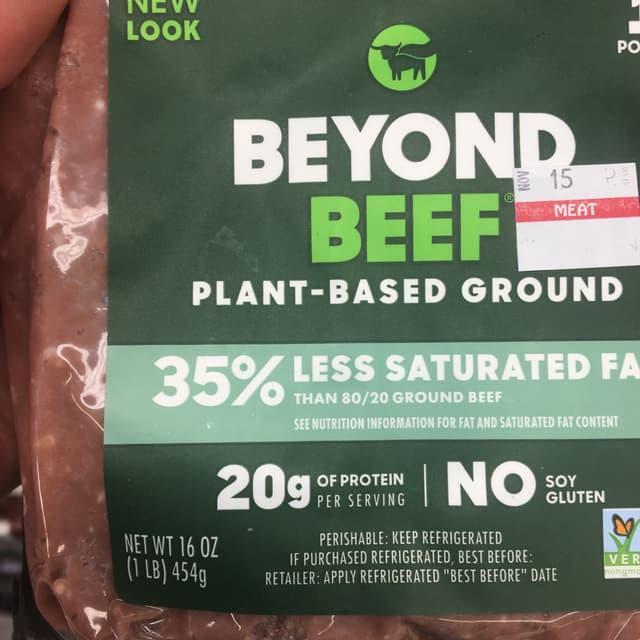 NEW
LOOK
PO
BEYOND
BEEF®
NOV 15
MEAT
PLANT-BASED GROUND
35% LESS SATURATED FA
THAN 80/20 GROUND BEEF
SEE NUTRITION INFORMATION FOR FAT AND SATURATED FAT CONTENT
20g OF PROTEIN
PER SERVING
NO SOY
GLUTEN
NET WT 16 OZ
(1 LB) 454g
PERISHABLE: KEEP REFRIGERATED
IF PURCHASED REFRIGERATED, BEST BEFORE:
RETAILER: APPLY REFRIGERATED "BEST BEFORE" DATE
VER
nongmo